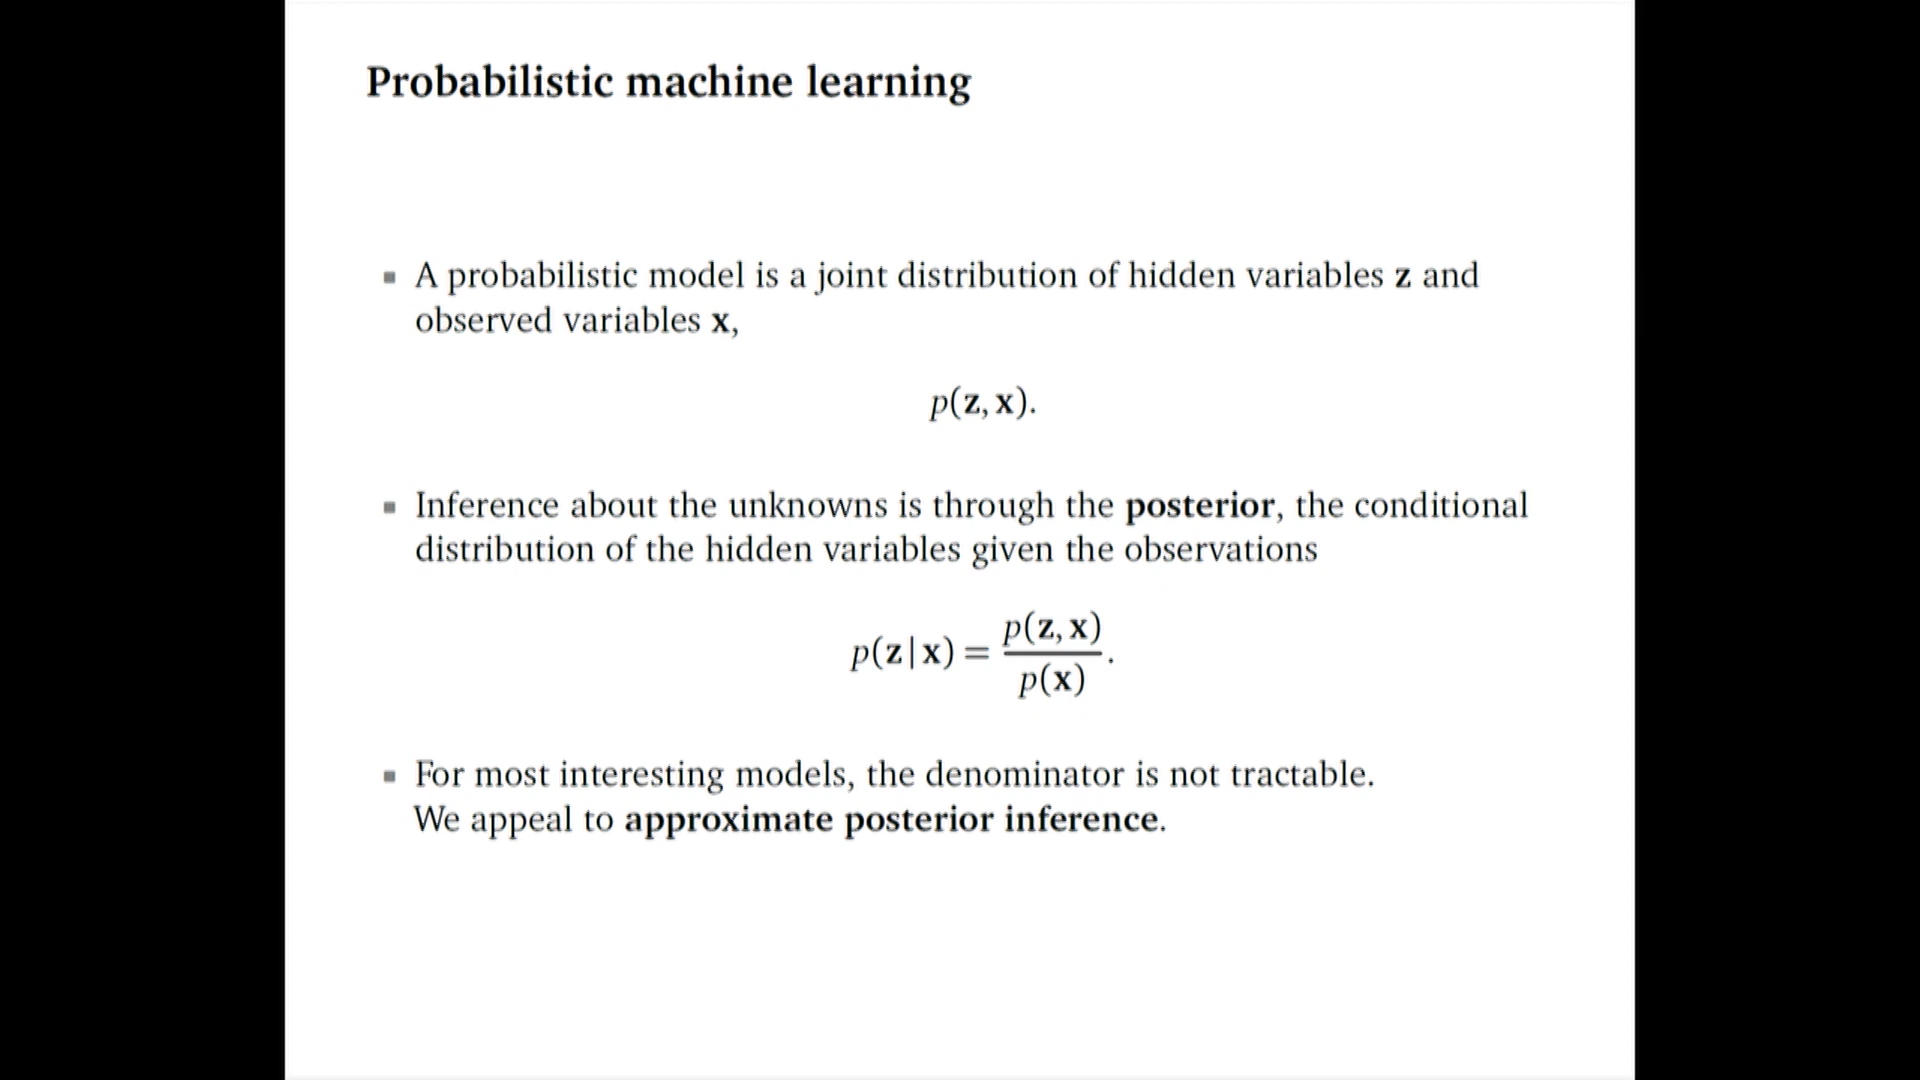 Probabilistic machine learning
▪ A probabilistic model is a joint distribution of hidden variables z and
observed variables x,
p(z, x).
▪ Inference about the unknowns is through the posterior, the conditional
distribution of the hidden variables given the observations
p(z | x) = p(z, x) / p(x).
▪ For most interesting models, the denominator is not tractable.
We appeal to approximate posterior inference.